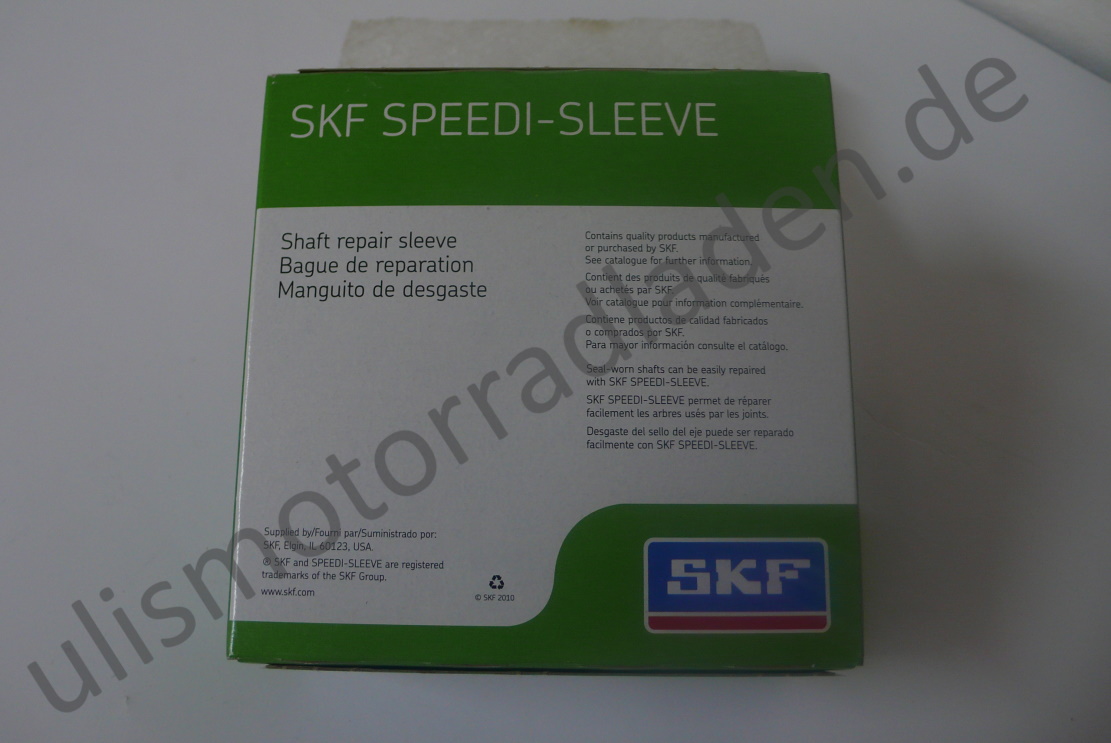 SKF SPEEDI-SLEEVE
Shaft repair sleeve
Bague de reparation
Manguito de desgaste
Contains quality products manufactured
or purchased by SKF.
See catalogue for further information.
Contient des produits de qualité fabriqués
ou achetés par SKF.
Voir catalogue pour information complémentaire.
Contiene productos de calidad fabricados
o comprados por SKF.
Para mayor información consulte el catálogo.
Seal-worn shafts can be easily repaired
with SKF SPEEDI-SLEEVE.
SKF SPEEDI-SLEEVE permet de réparer
facilement les arbres usés par les joints.
Desgaste del sello del eje puede ser reparado
facilmente con SKF SPEEDI-SLEEVE.
Supplied by/Fourni par/Suministrado por:
SKF, Elgin, IL 60123, USA.
® SKF and SPEEDI-SLEEVE are registered
trademarks of the SKF Group.
www.skf.com
© SKF 2010
SKF
ulismotorradladen.de